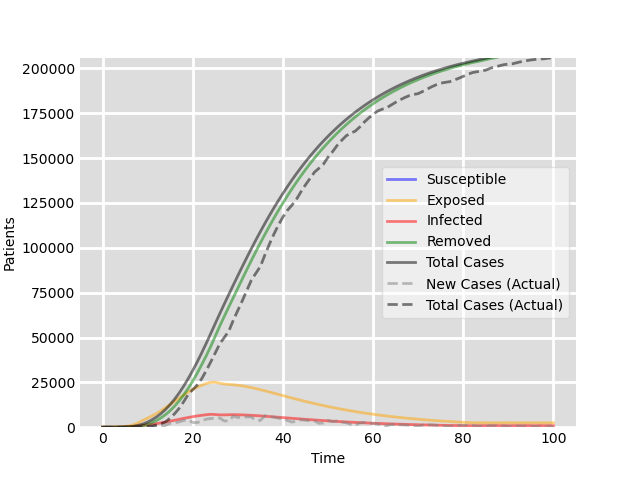 200000
175000
150000
125000
100000
75000
50000
25000
0
Patients
0 20 40 60 80 100
Time
Susceptible
Exposed
Infected
Removed
Total Cases
New Cases (Actual)
Total Cases (Actual)